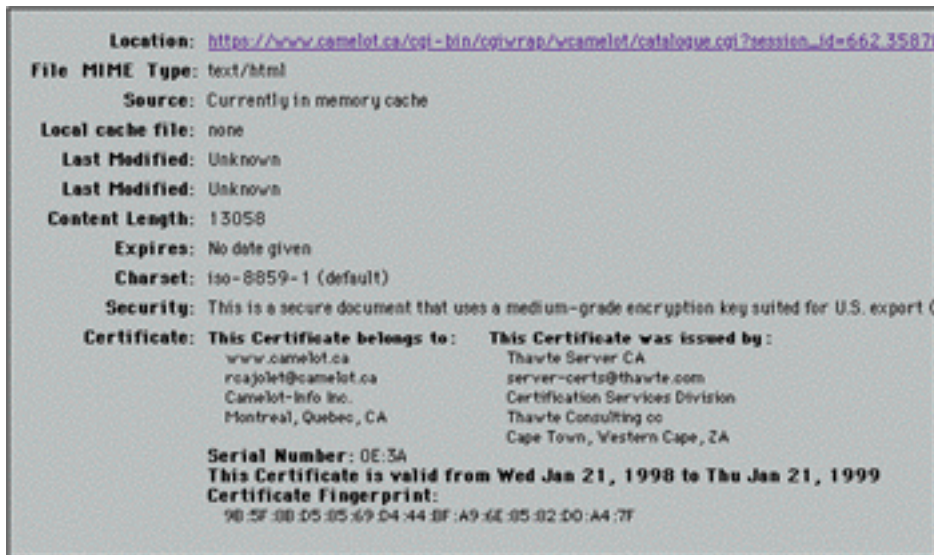 Location: https://www.camelot.ca/cgi-bin/cgiwrap/wcamelot/catalogue.cgi?session_id=662.3587
File MIME Type: text/html
Source: Currently in memory cache
Local cache file: none
Last Modified: Unknown
Last Modified: Unknown
Content Length: 13058
Expires: No date given
Charset: iso-8859-1 (default)
Security: This is a secure document that uses a medium-grade encryption key suited for U.S. export (
Certificate: This Certificate belongs to: This Certificate was issued by:
www.camelot.ca Thawte Server CA
rcajolet@camelot.ca server-certs@thawte.com
Camelot-Info Inc. Certification Services Division
Montreal, Quebec, CA Thawte Consulting cc
Cape Town, Western Cape, ZA
Serial Number: 0E:3A
This Certificate is valid from Wed Jan 21, 1998 to Thu Jan 21, 1999
Certificate Fingerprint:
9B:5F:0B:D5:85:69:D4:44:BF:A9:6E:85:82:D0:A4:7F